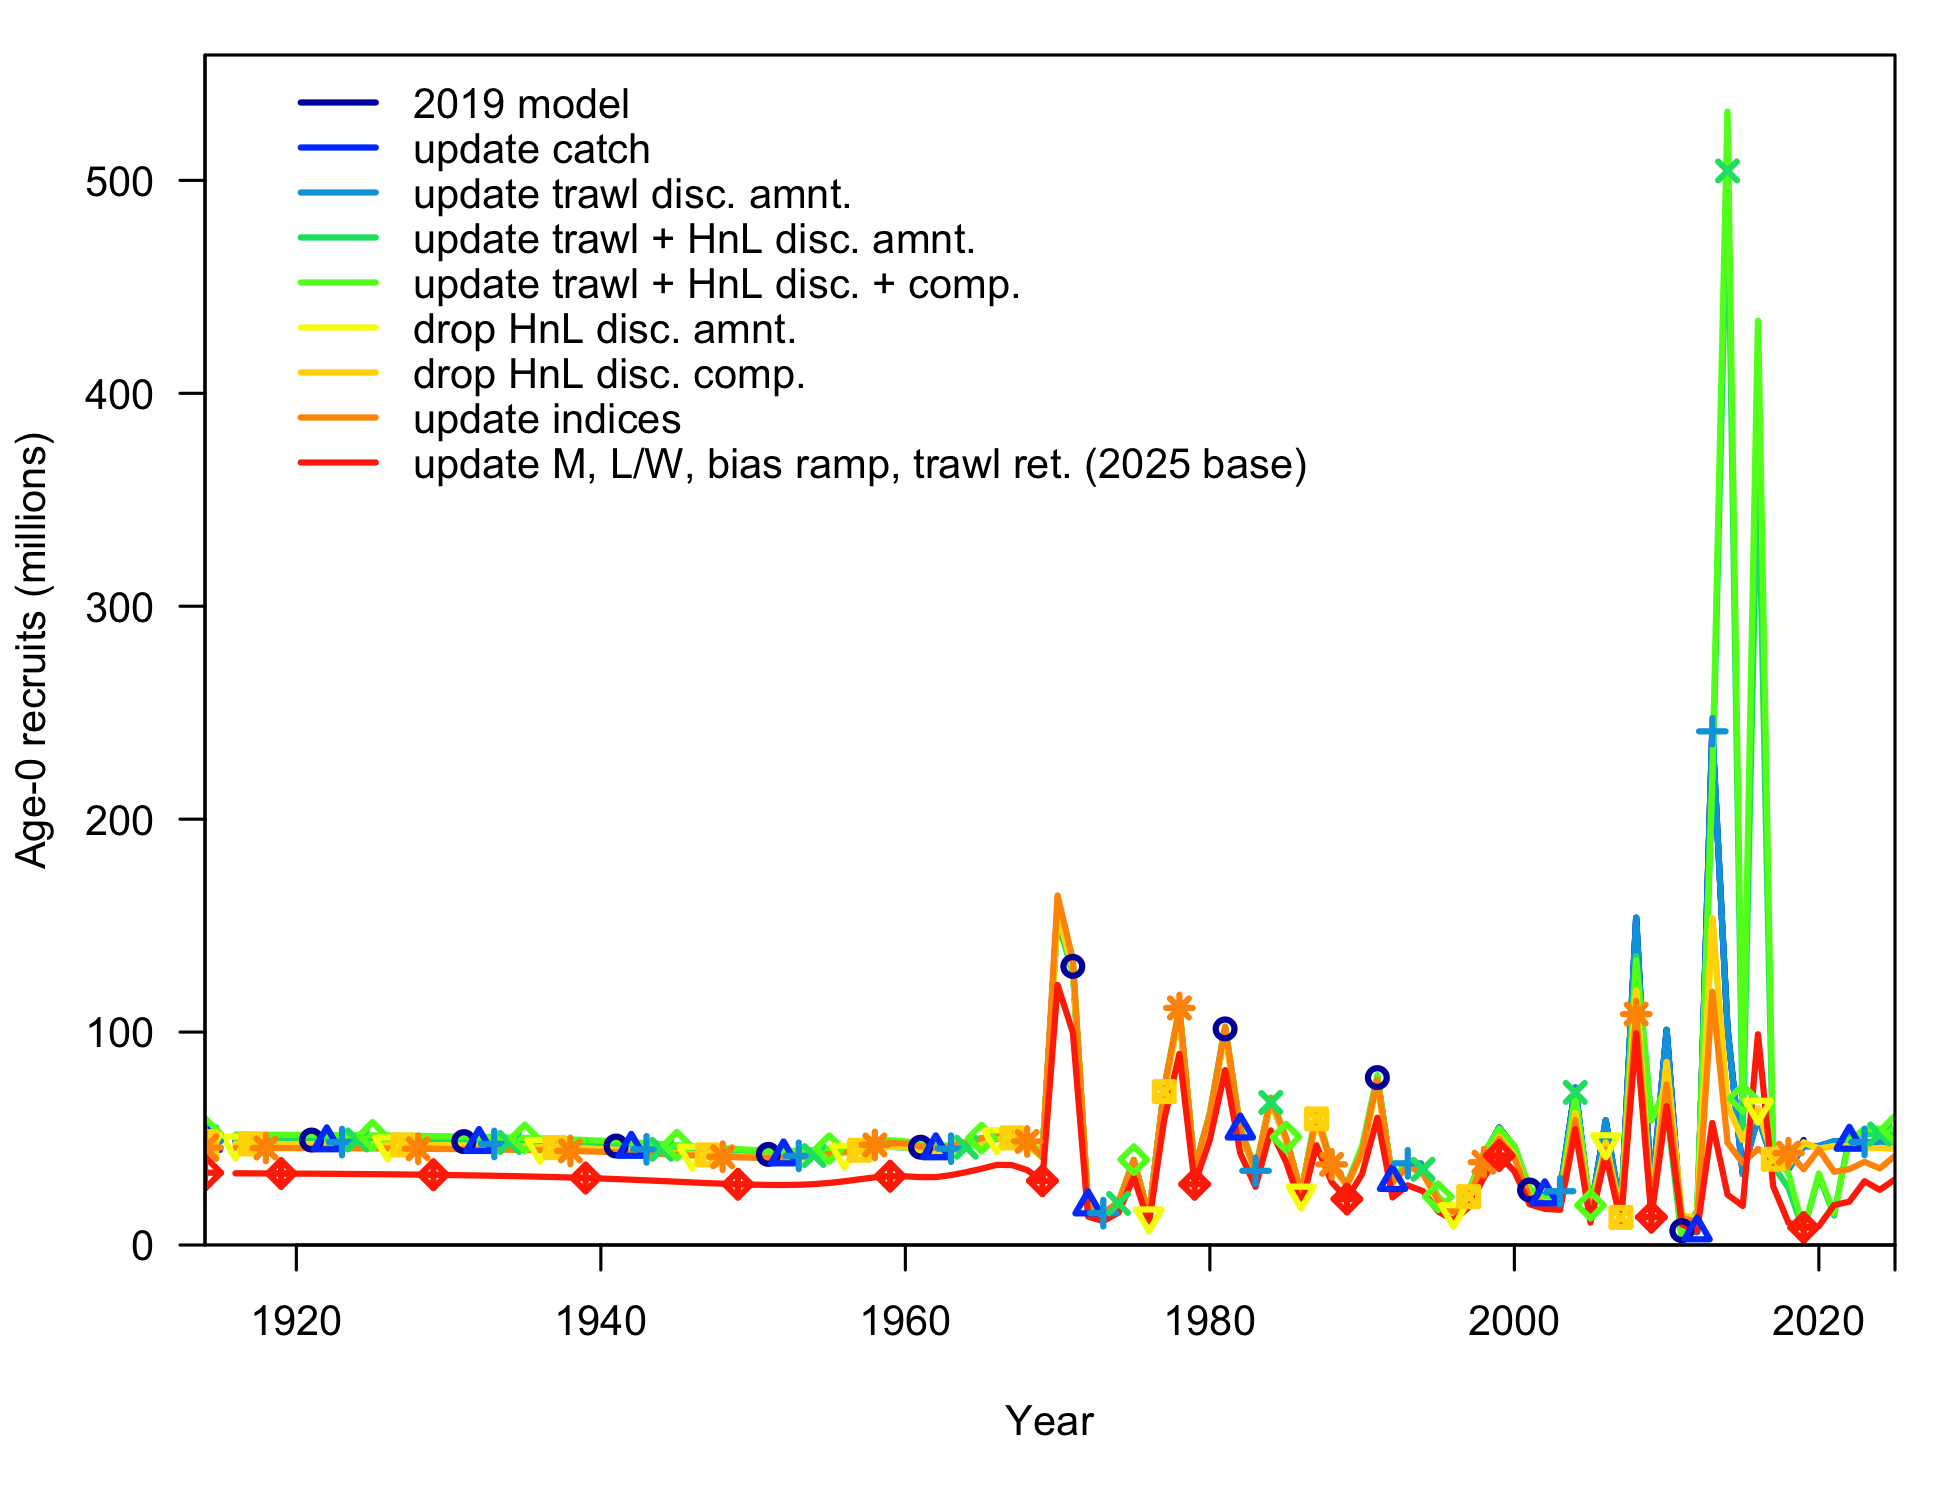 2019 model
update catch
update trawl disc. amnt.
update trawl + HnL disc. amnt.
update trawl + HnL disc. + comp.
drop HnL disc. amnt.
drop HnL disc. comp.
update indices
update M, L/W, bias ramp, trawl ret. (2025 base)
Age-0 recruits (millions)
500
400
300
200
100
0
1920 1940 1960 1980 2000 2020
Year